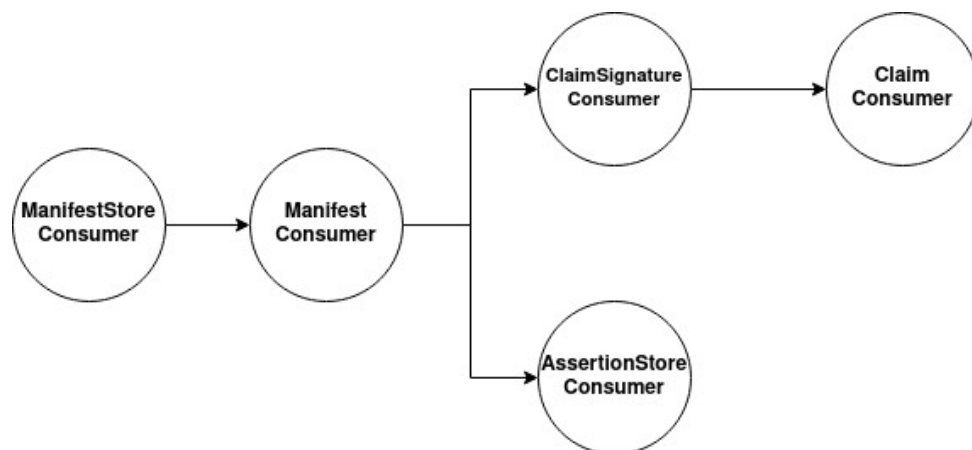 ClaimSignature
Consumer
Claim
Consumer
ManifestStore
Consumer
Manifest
Consumer
AssertionStore
Consumer